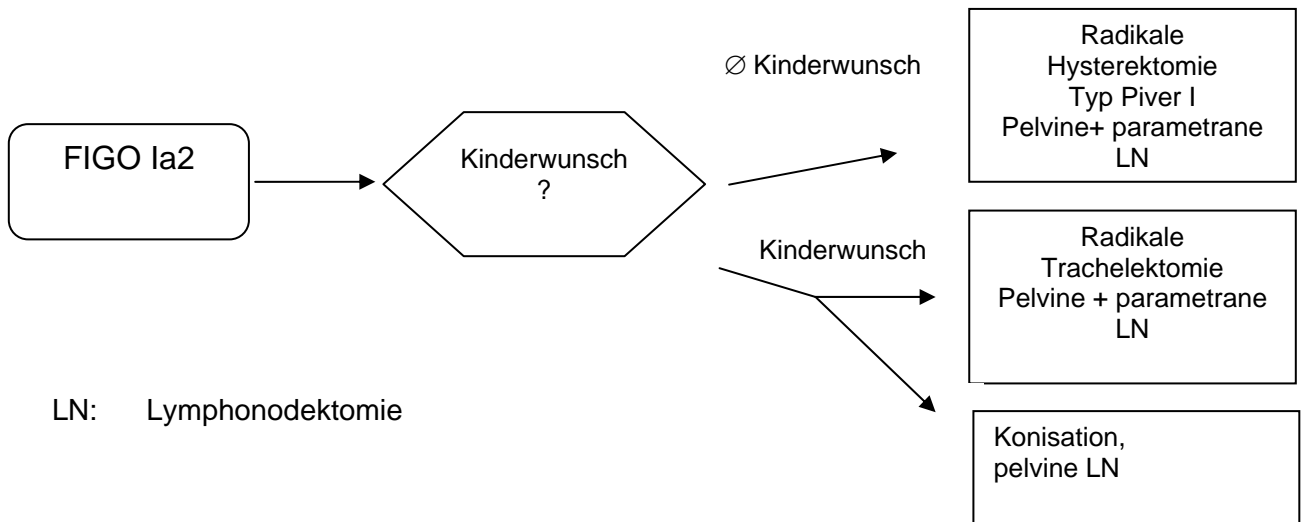 FIGO Ia2
Kinderwunsch
?
∅ Kinderwunsch
Radikale
Hysterektomie
Typ Piver I
Pelvine+ parametrane
LN
Kinderwunsch
Radikale
Trachelektomie
Pelvine + parametrane
LN
Konisation,
pelvine LN
LN: Lymphonodektomie